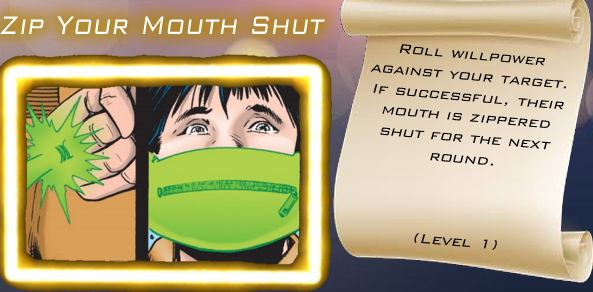 Zip Your Mouth Shut
Roll willpower
against your target.
If successful, their
mouth is zippered
shut for the next
round.
(Level 1)